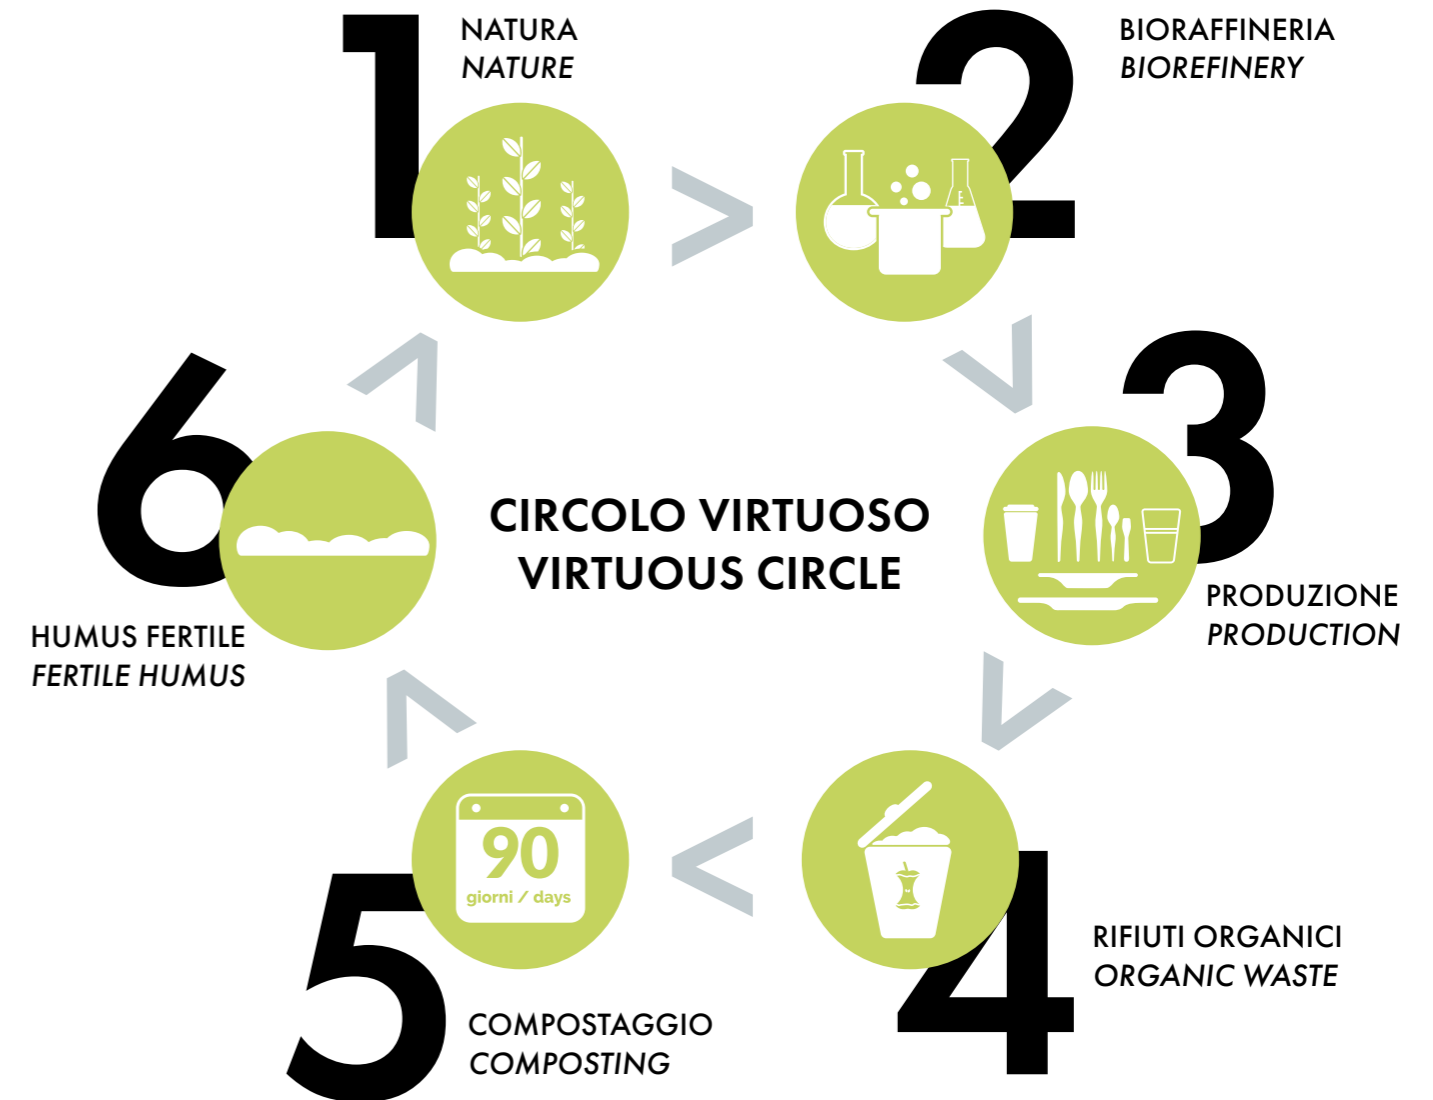 1
NATURA
NATURE
2
BIORAFFINERIA
BIOREFINERY
3
PRODUZIONE
PRODUCTION
CIRCOLO VIRTUOSO
VIRTUOUS CIRCLE
4
RIFIUTI ORGANICI
ORGANIC WASTE
5
90
giorni / days
COMPOSTAGGIO
COMPOSTING
6
HUMUS FERTILE
FERTILE HUMUS